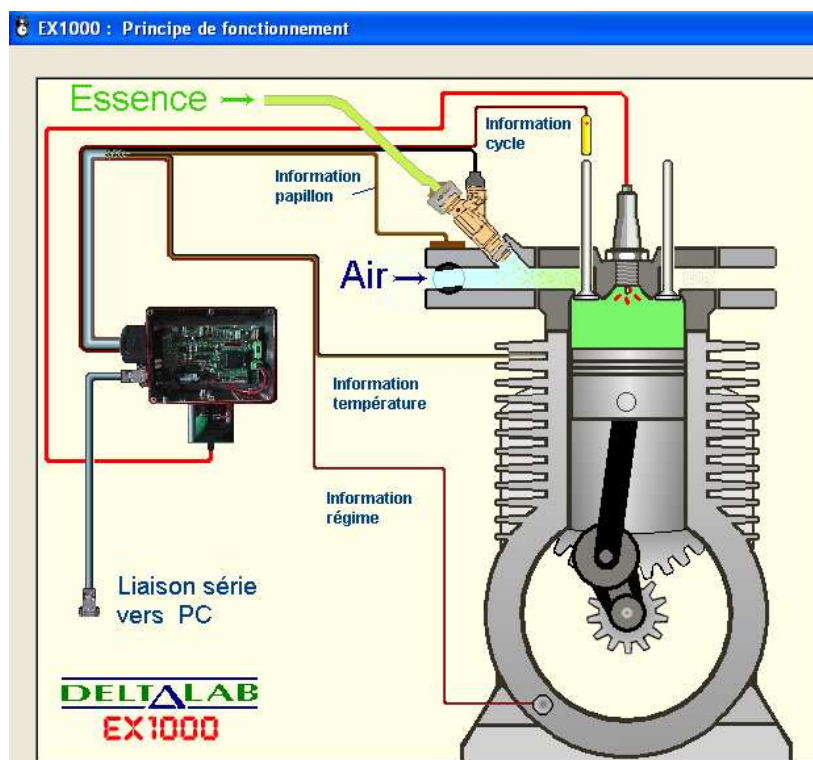 EX1000 : Principe de fonctionnement
Essence
Information
cycle
Information
papillon
Air
Information
température
Information
régime
Liaison série
vers PC
DELTALAB
EX1000